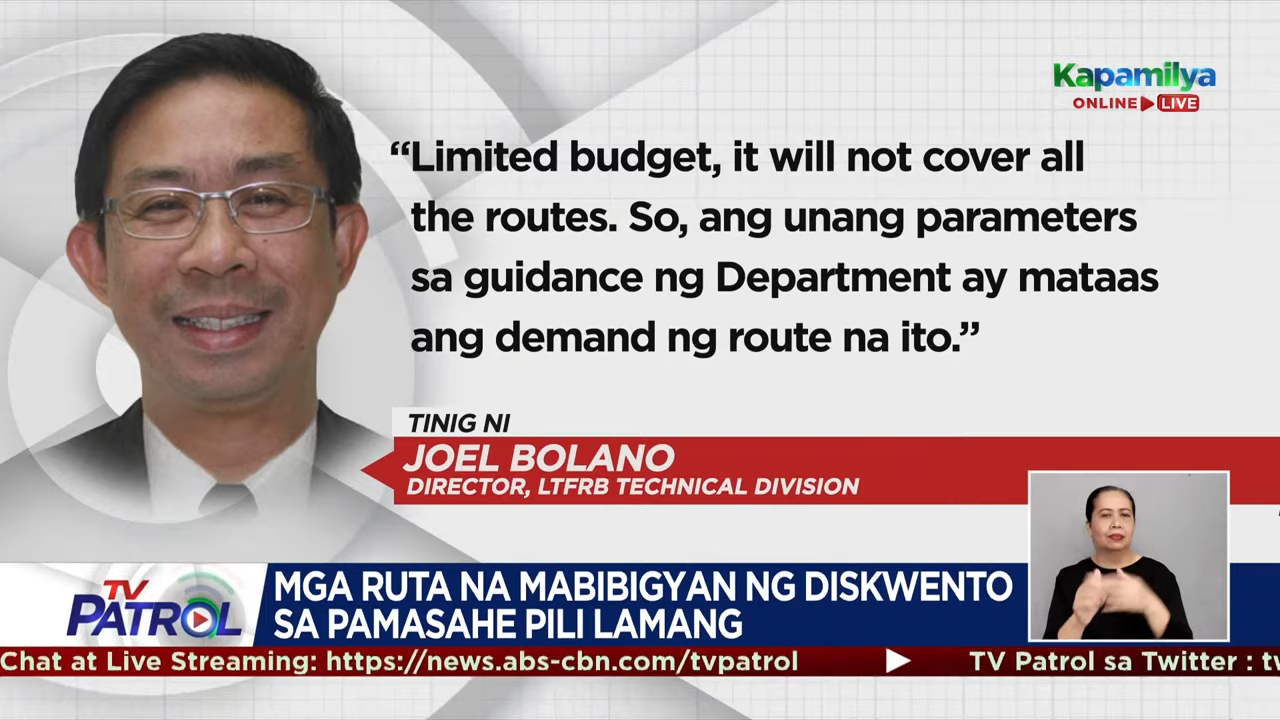 Kapamilya
ONLINE LIVE
“Limited budget, it will not cover all
the routes. So, ang unang parameters
sa guidance ng Department ay mataas
ang demand ng route na ito.”
TINIG NI
JOEL BOLANO
DIRECTOR, LTFRB TECHNICAL DIVISION
TV PATROL
MGA RUTA NA MABIBIGYAN NG DISKWENTO
SA PAMASAHE PILI LAMANG
Chat at Live Streaming: https://news.abs-cbn.com/tvpatrol TV Patrol sa Twitter : tv